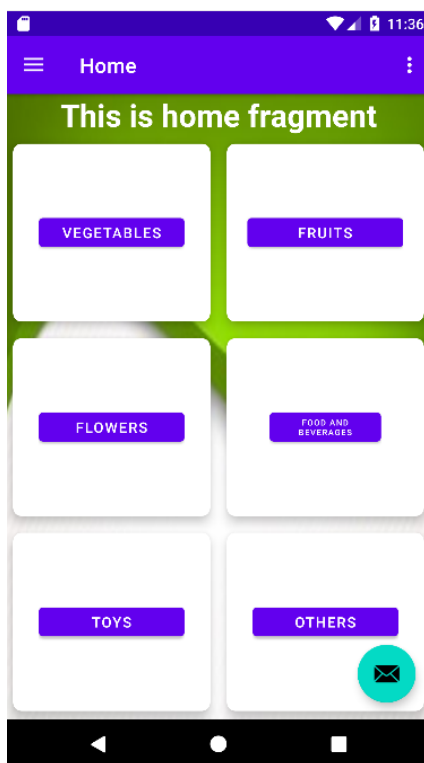 11:36
Home
This is home fragment
VEGETABLES
FRUITS
FLOWERS
FOOD AND
BEVERAGES
TOYS
OTHERS